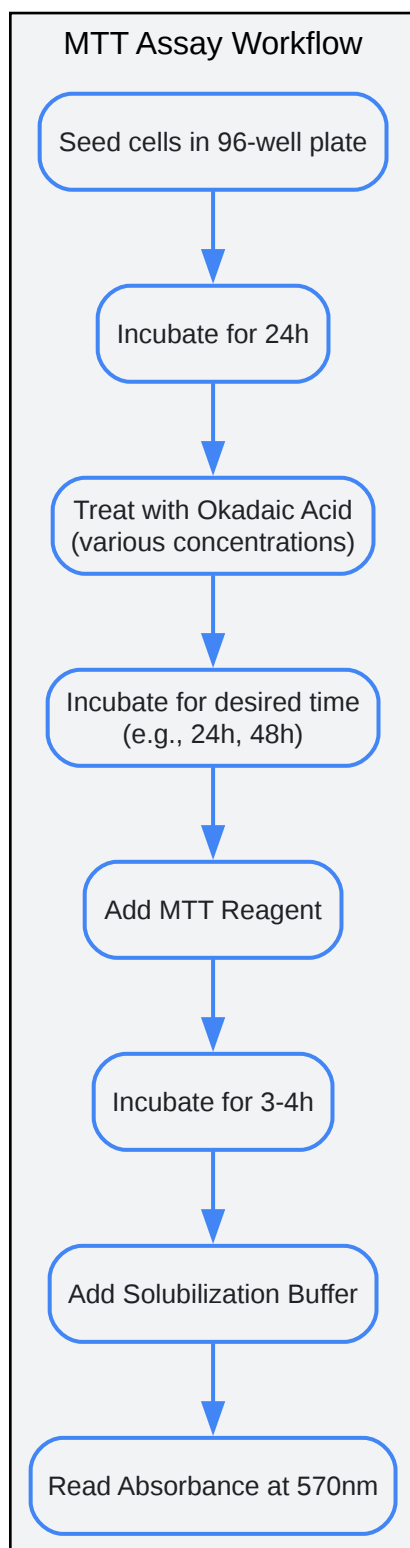 MTT Assay Workflow
Seed cells in 96-well plate
Incubate for 24h
Treat with Okadaic Acid
(various concentrations)
Incubate for desired time
(e.g., 24h, 48h)
Add MTT Reagent
Incubate for 3-4h
Add Solubilization Buffer
Read Absorbance at 570nm